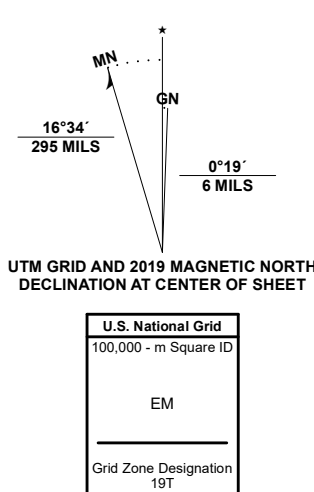 ★
MN
GN
16°34´
295 MILS
0°19´
6 MILS
UTM GRID AND 2019 MAGNETIC NORTH
DECLINATION AT CENTER OF SHEET
U.S. National Grid
100,000 - m Square ID
EM
Grid Zone Designation
19T